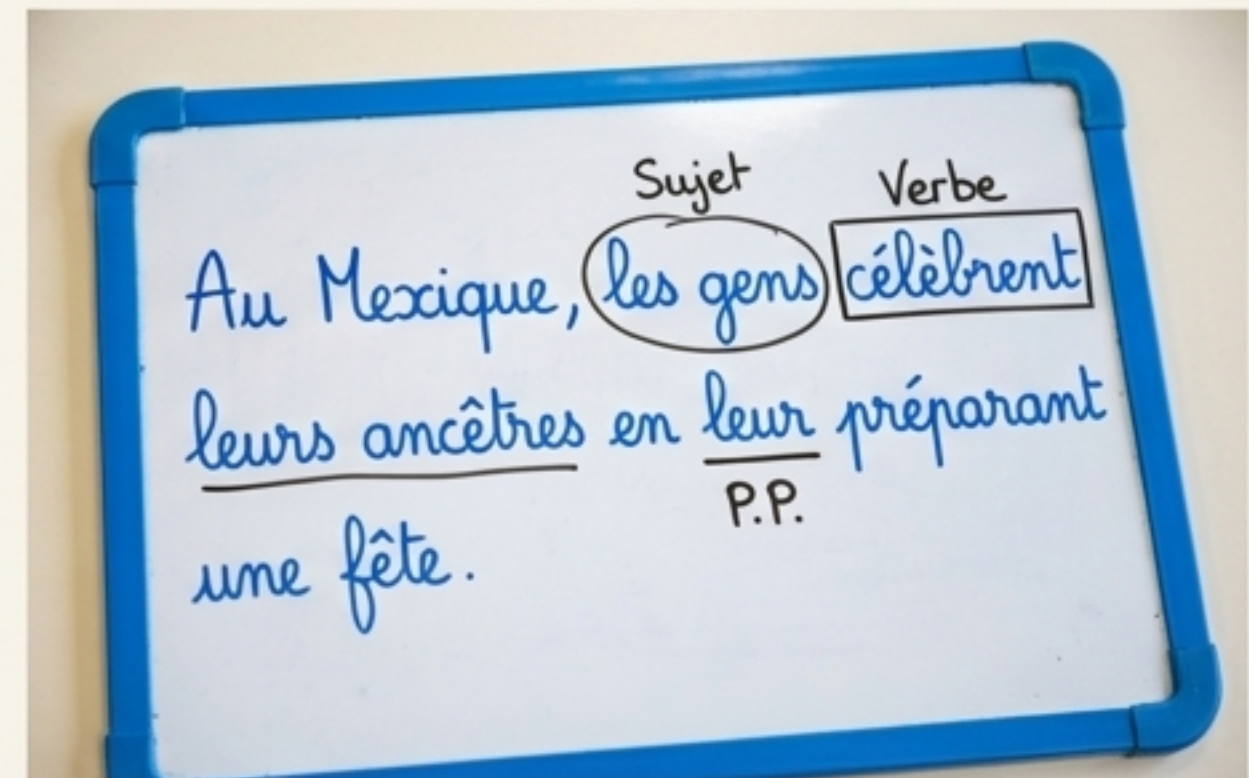 Sujet Verbe
Au Mexique, les gens célèbrent
leurs ancêtres en leur préparant
P.P.
une fête.